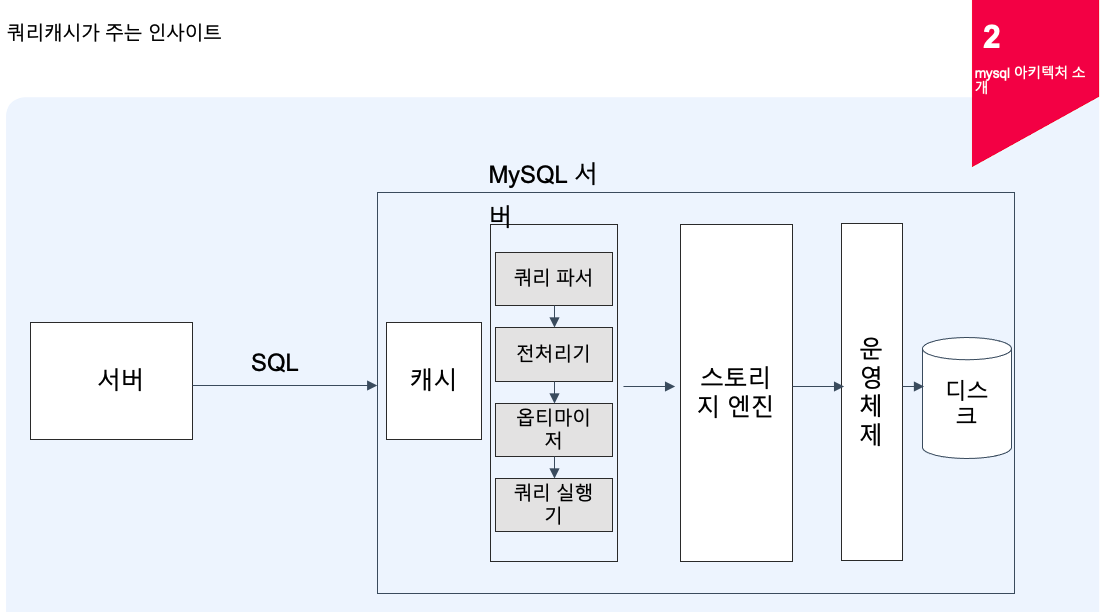 쿼리캐시가 주는 인사이트
2
mysql 아키텍처 소
개
MySQL 서
버
쿼리 파서
전처리기
옵티마이
저
쿼리 실행
기
서버
SQL
캐시
스토리
지 엔진
운
영
체
제
디스
크